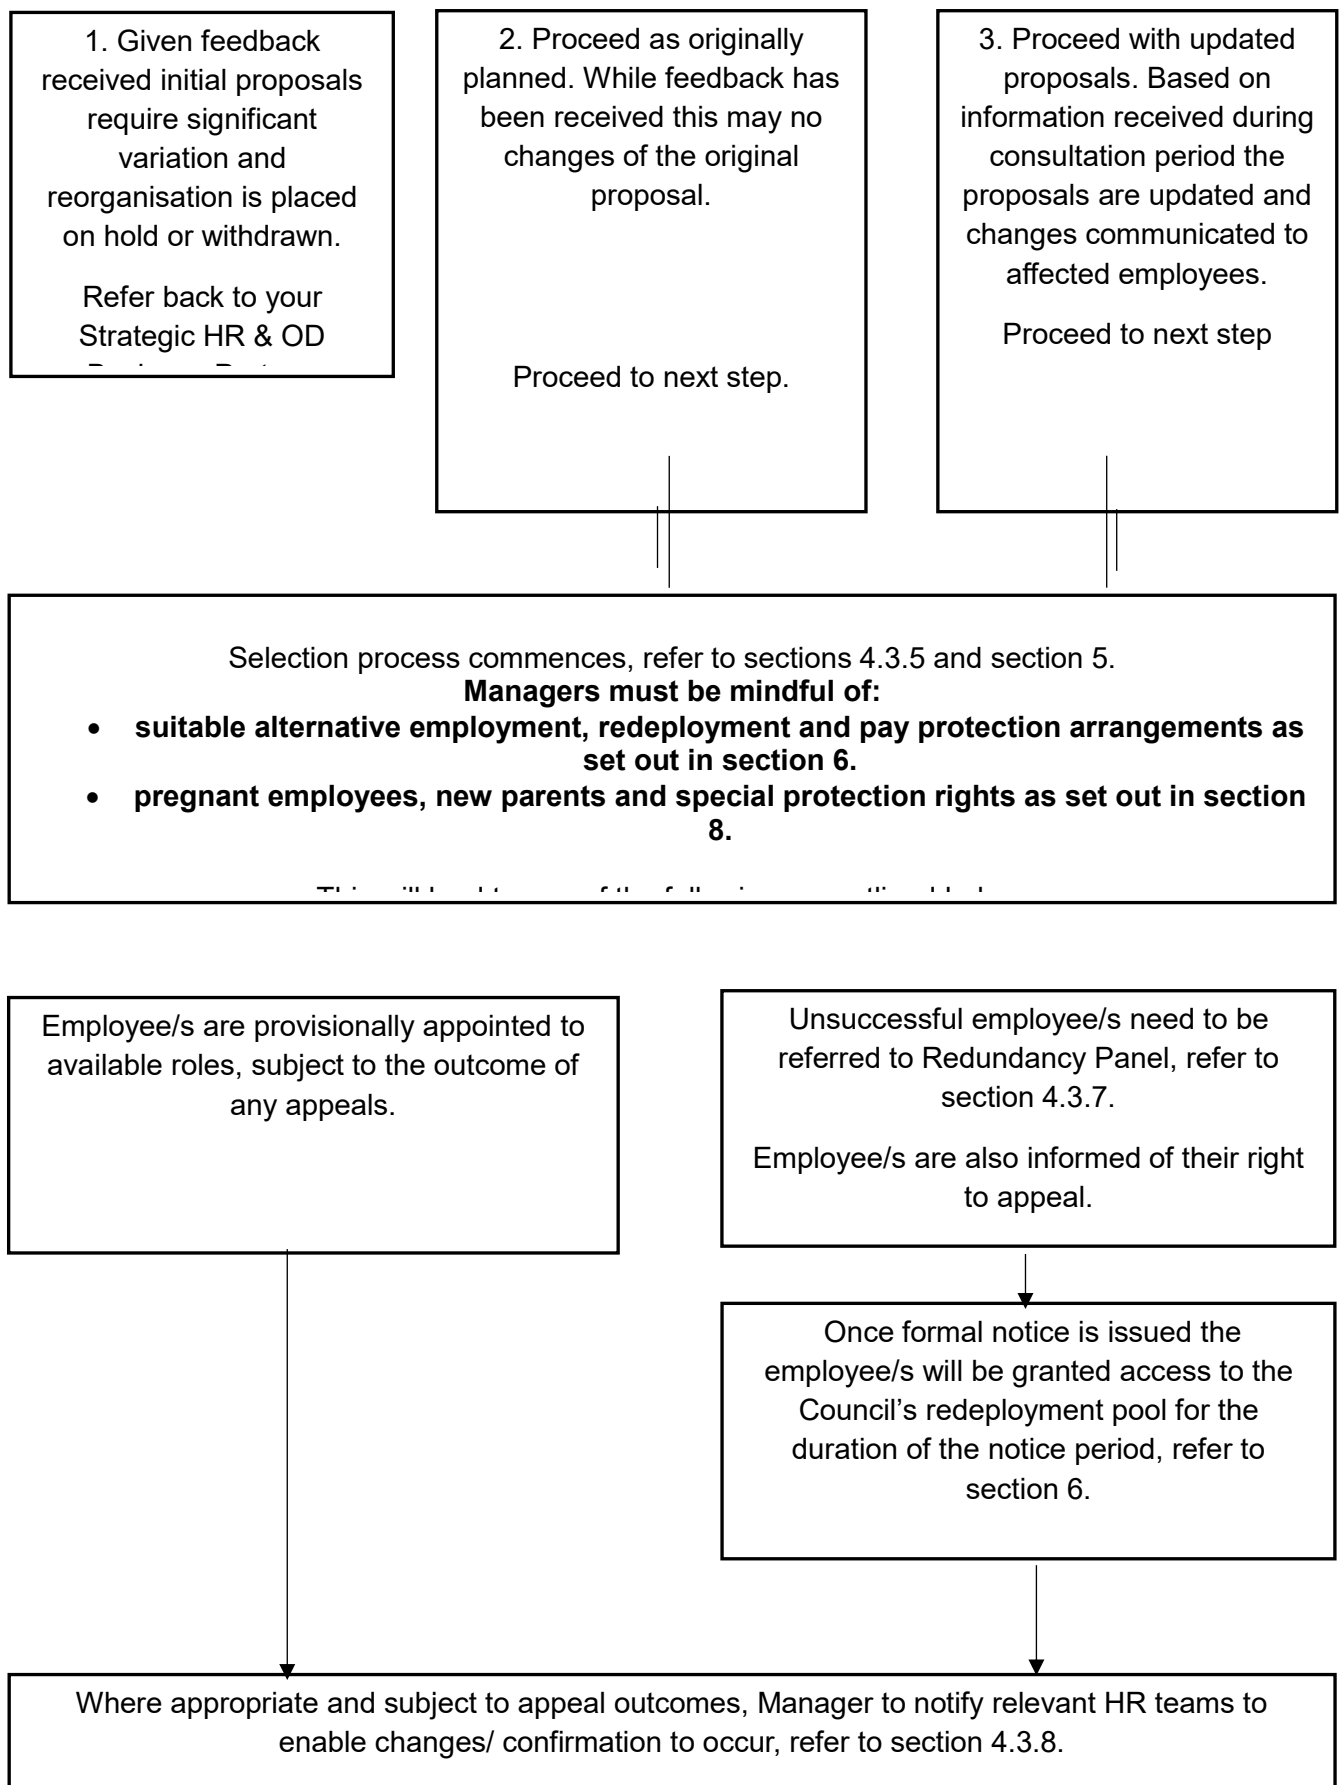 1. Given feedback
received initial proposals
require significant
variation and
reorganisation is placed
on hold or withdrawn.
Refer back to your
Strategic HR & OD
2. Proceed as originally
planned. While feedback has
been received this may no
changes of the original
proposal.
Proceed to next step.
3. Proceed with updated
proposals. Based on
information received during
consultation period the
proposals are updated and
changes communicated to
affected employees.
Proceed to next step
Selection process commences, refer to sections 4.3.5 and section 5.
Managers must be mindful of:
• suitable alternative employment, redeployment and pay protection arrangements as
set out in section 6.
• pregnant employees, new parents and special protection rights as set out in section
8.
Employee/s are provisionally appointed to
available roles, subject to the outcome of
any appeals.
Unsuccessful employee/s need to be
referred to Redundancy Panel, refer to
section 4.3.7.
Employee/s are also informed of their right
to appeal.
Once formal notice is issued the
employee/s will be granted access to the
Council’s redeployment pool for the
duration of the notice period, refer to
section 6.
Where appropriate and subject to appeal outcomes, Manager to notify relevant HR teams to
enable changes/ confirmation to occur, refer to section 4.3.8.